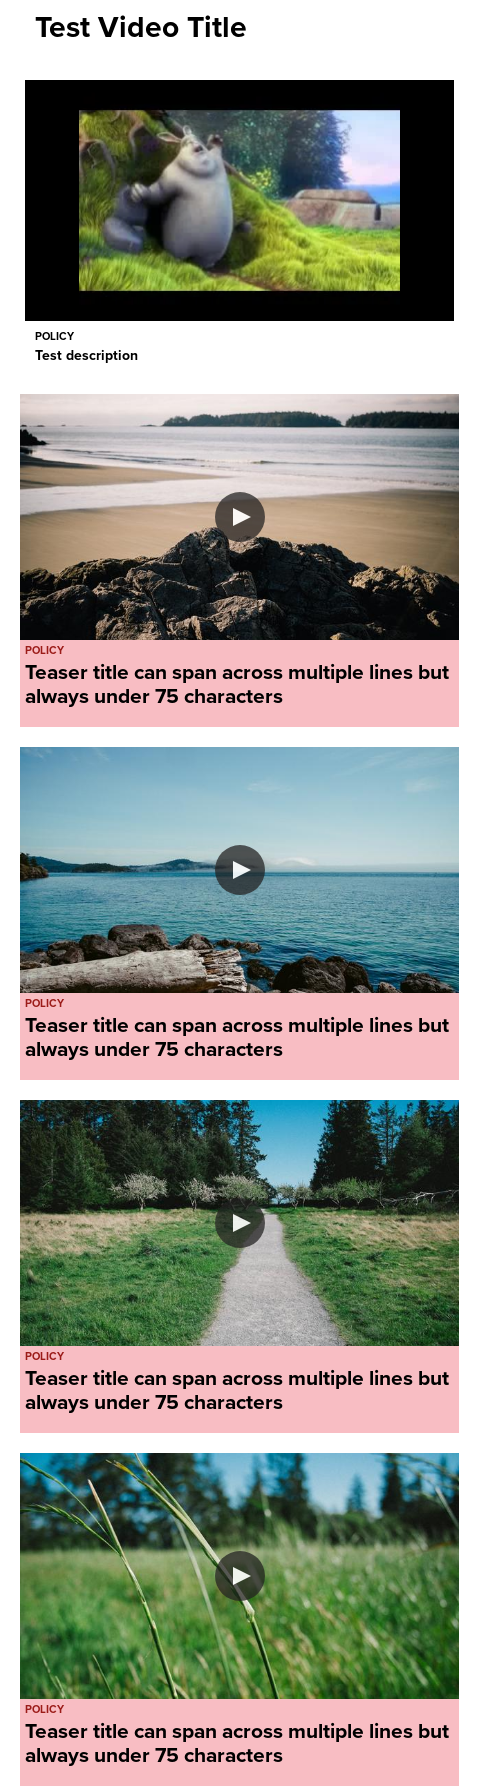 Test Video Title
POLICY
Test description
POLICY
Teaser title can span across multiple lines but
always under 75 characters
POLICY
Teaser title can span across multiple lines but
always under 75 characters
POLICY
Teaser title can span across multiple lines but
always under 75 characters
POLICY
Teaser title can span across multiple lines but
always under 75 characters